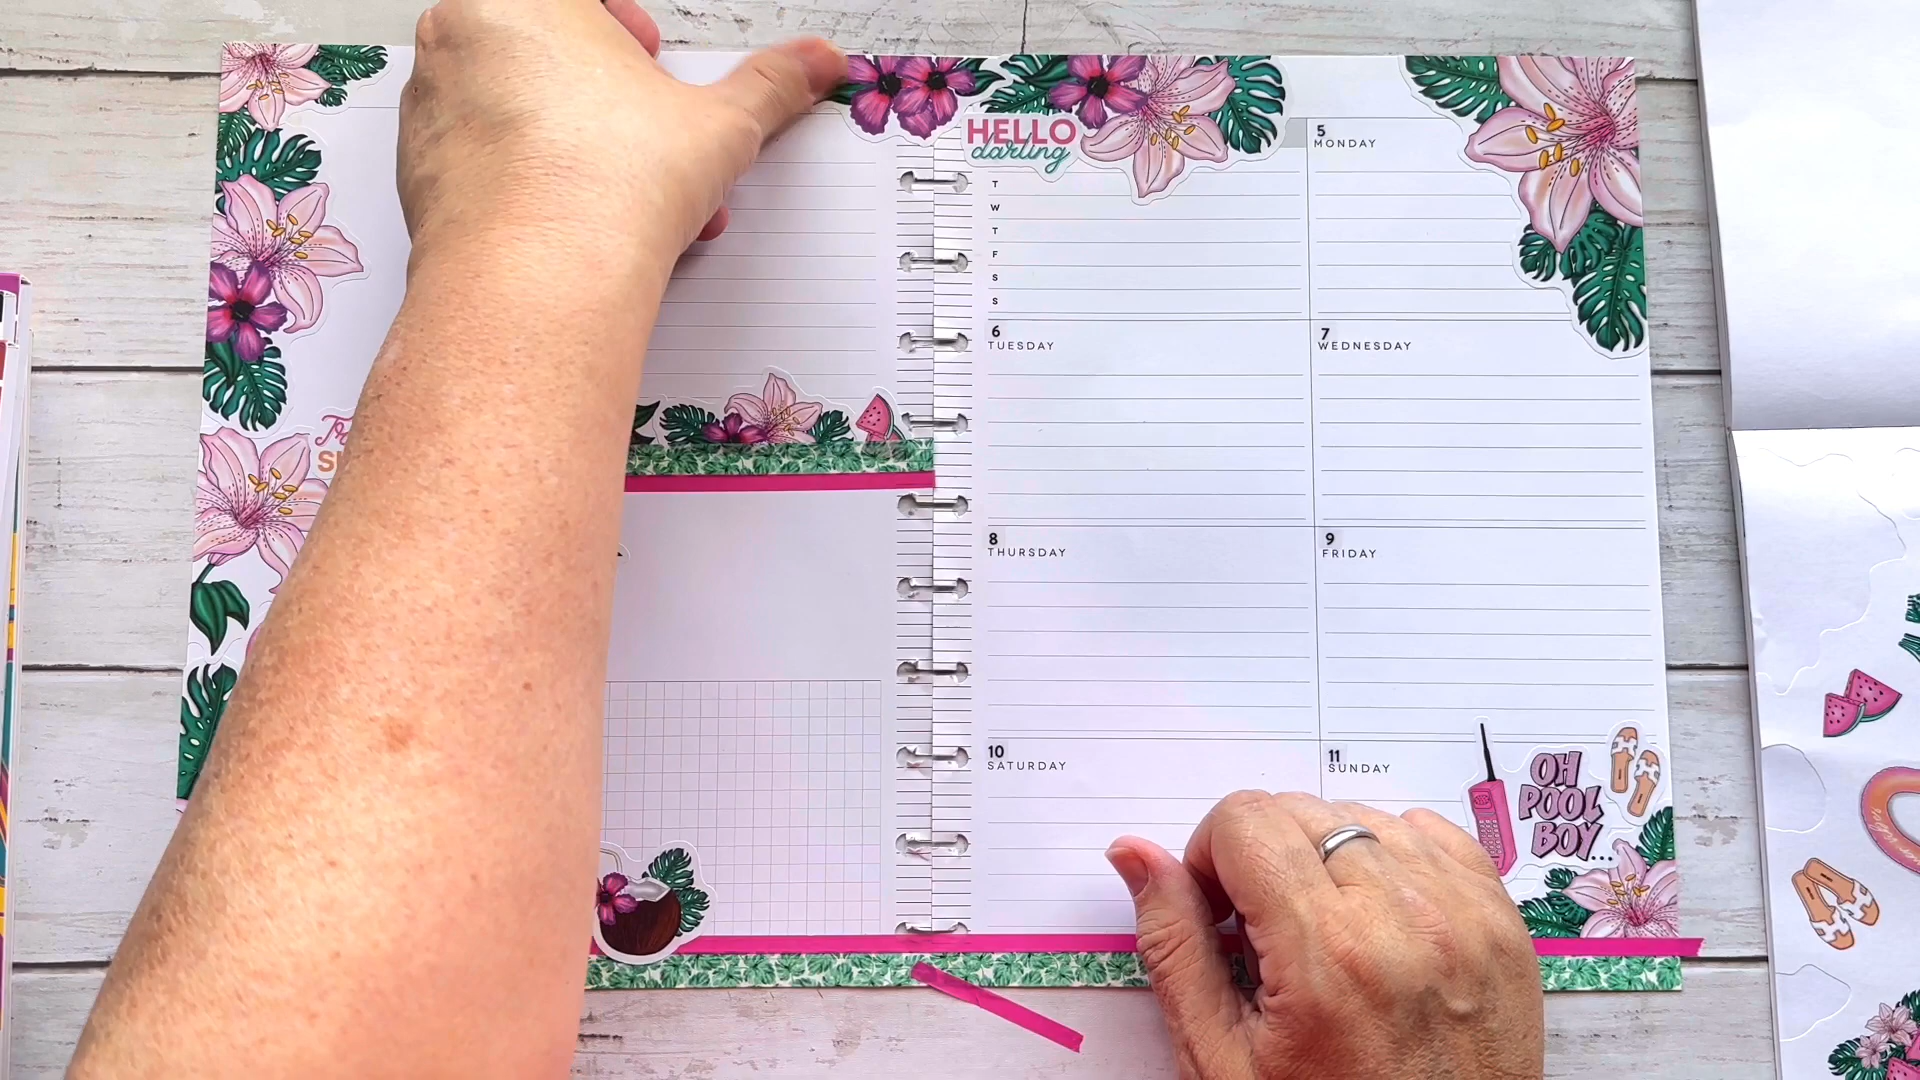 HELLO
darling
T
W
T
F
S
S
5
MONDAY
6
TUESDAY
7
WEDNESDAY
8
THURSDAY
9
FRIDAY
10
SATURDAY
11
SUNDAY
OH
POOL
BOY...